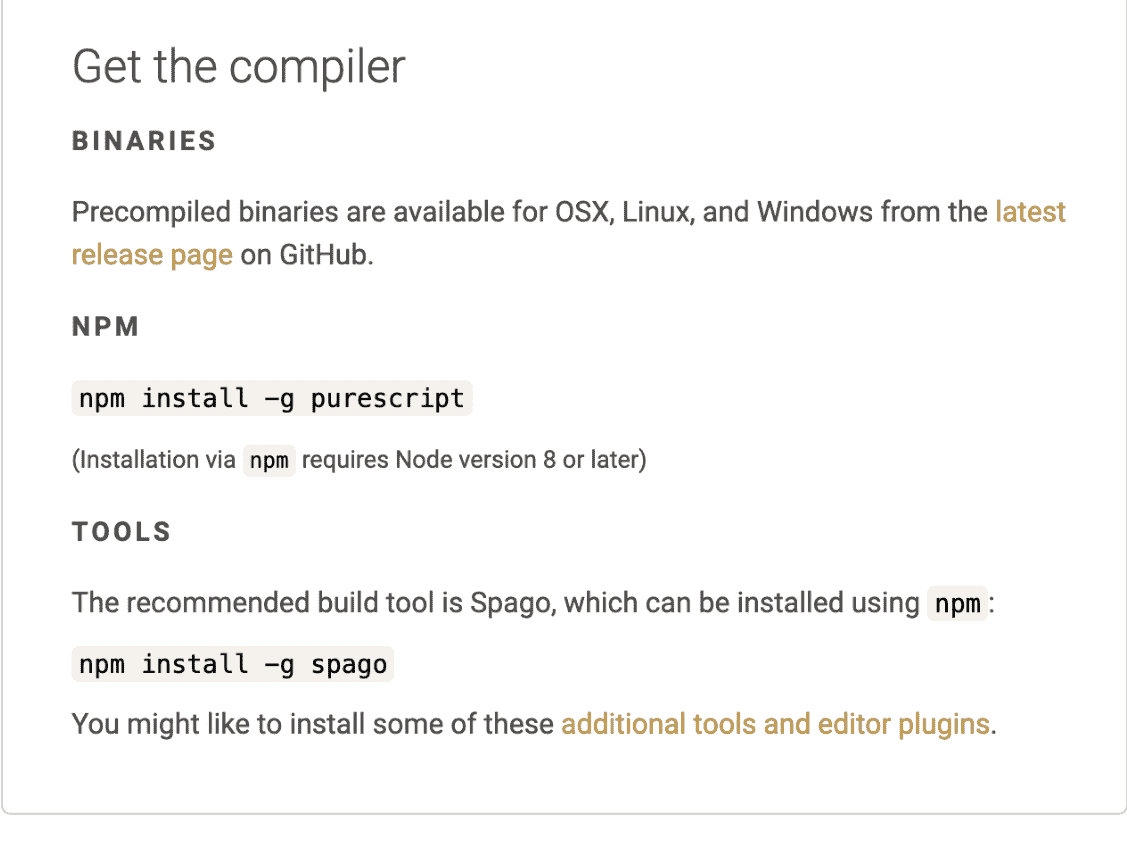 Get the compiler
BINARIES
Precompiled binaries are available for OSX, Linux, and Windows from the latest
release page on GitHub.
NPM
npm install -g purescript
(Installation via npm requires Node version 8 or later)
TOOLS
The recommended build tool is Spago, which can be installed using npm:
npm install -g spago
You might like to install some of these additional tools and editor plugins.